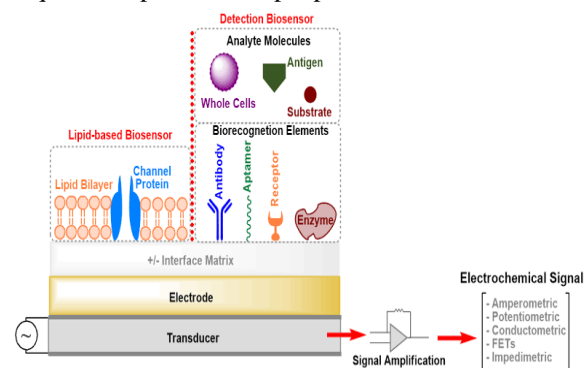 Detection Biosensor
Analyte Molecules
Antigen
Whole Cells
Substrate
Lipid-based Biosensor
Biorecognetion Elements
Lipid Bilayer
Channel
Protein
Antibody
Aptamer
Receptor
Enzyme
+/- Interface Matrix
Electrode
Transducer
Signal Amplification
Electrochemical Signal
- Amperometric
- Potentiometric
- Conductometric
- FETs
- Impedimetric